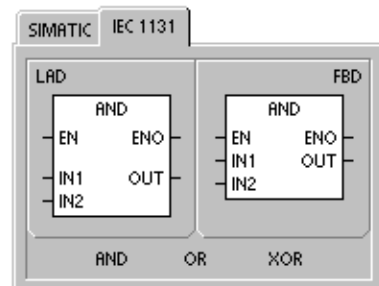 SIMATIC IEC 1131
LAD FBD
AND AND
EN ENO EN ENO
IN1 OUT IN1 OUT
IN2 IN2
AND OR XOR